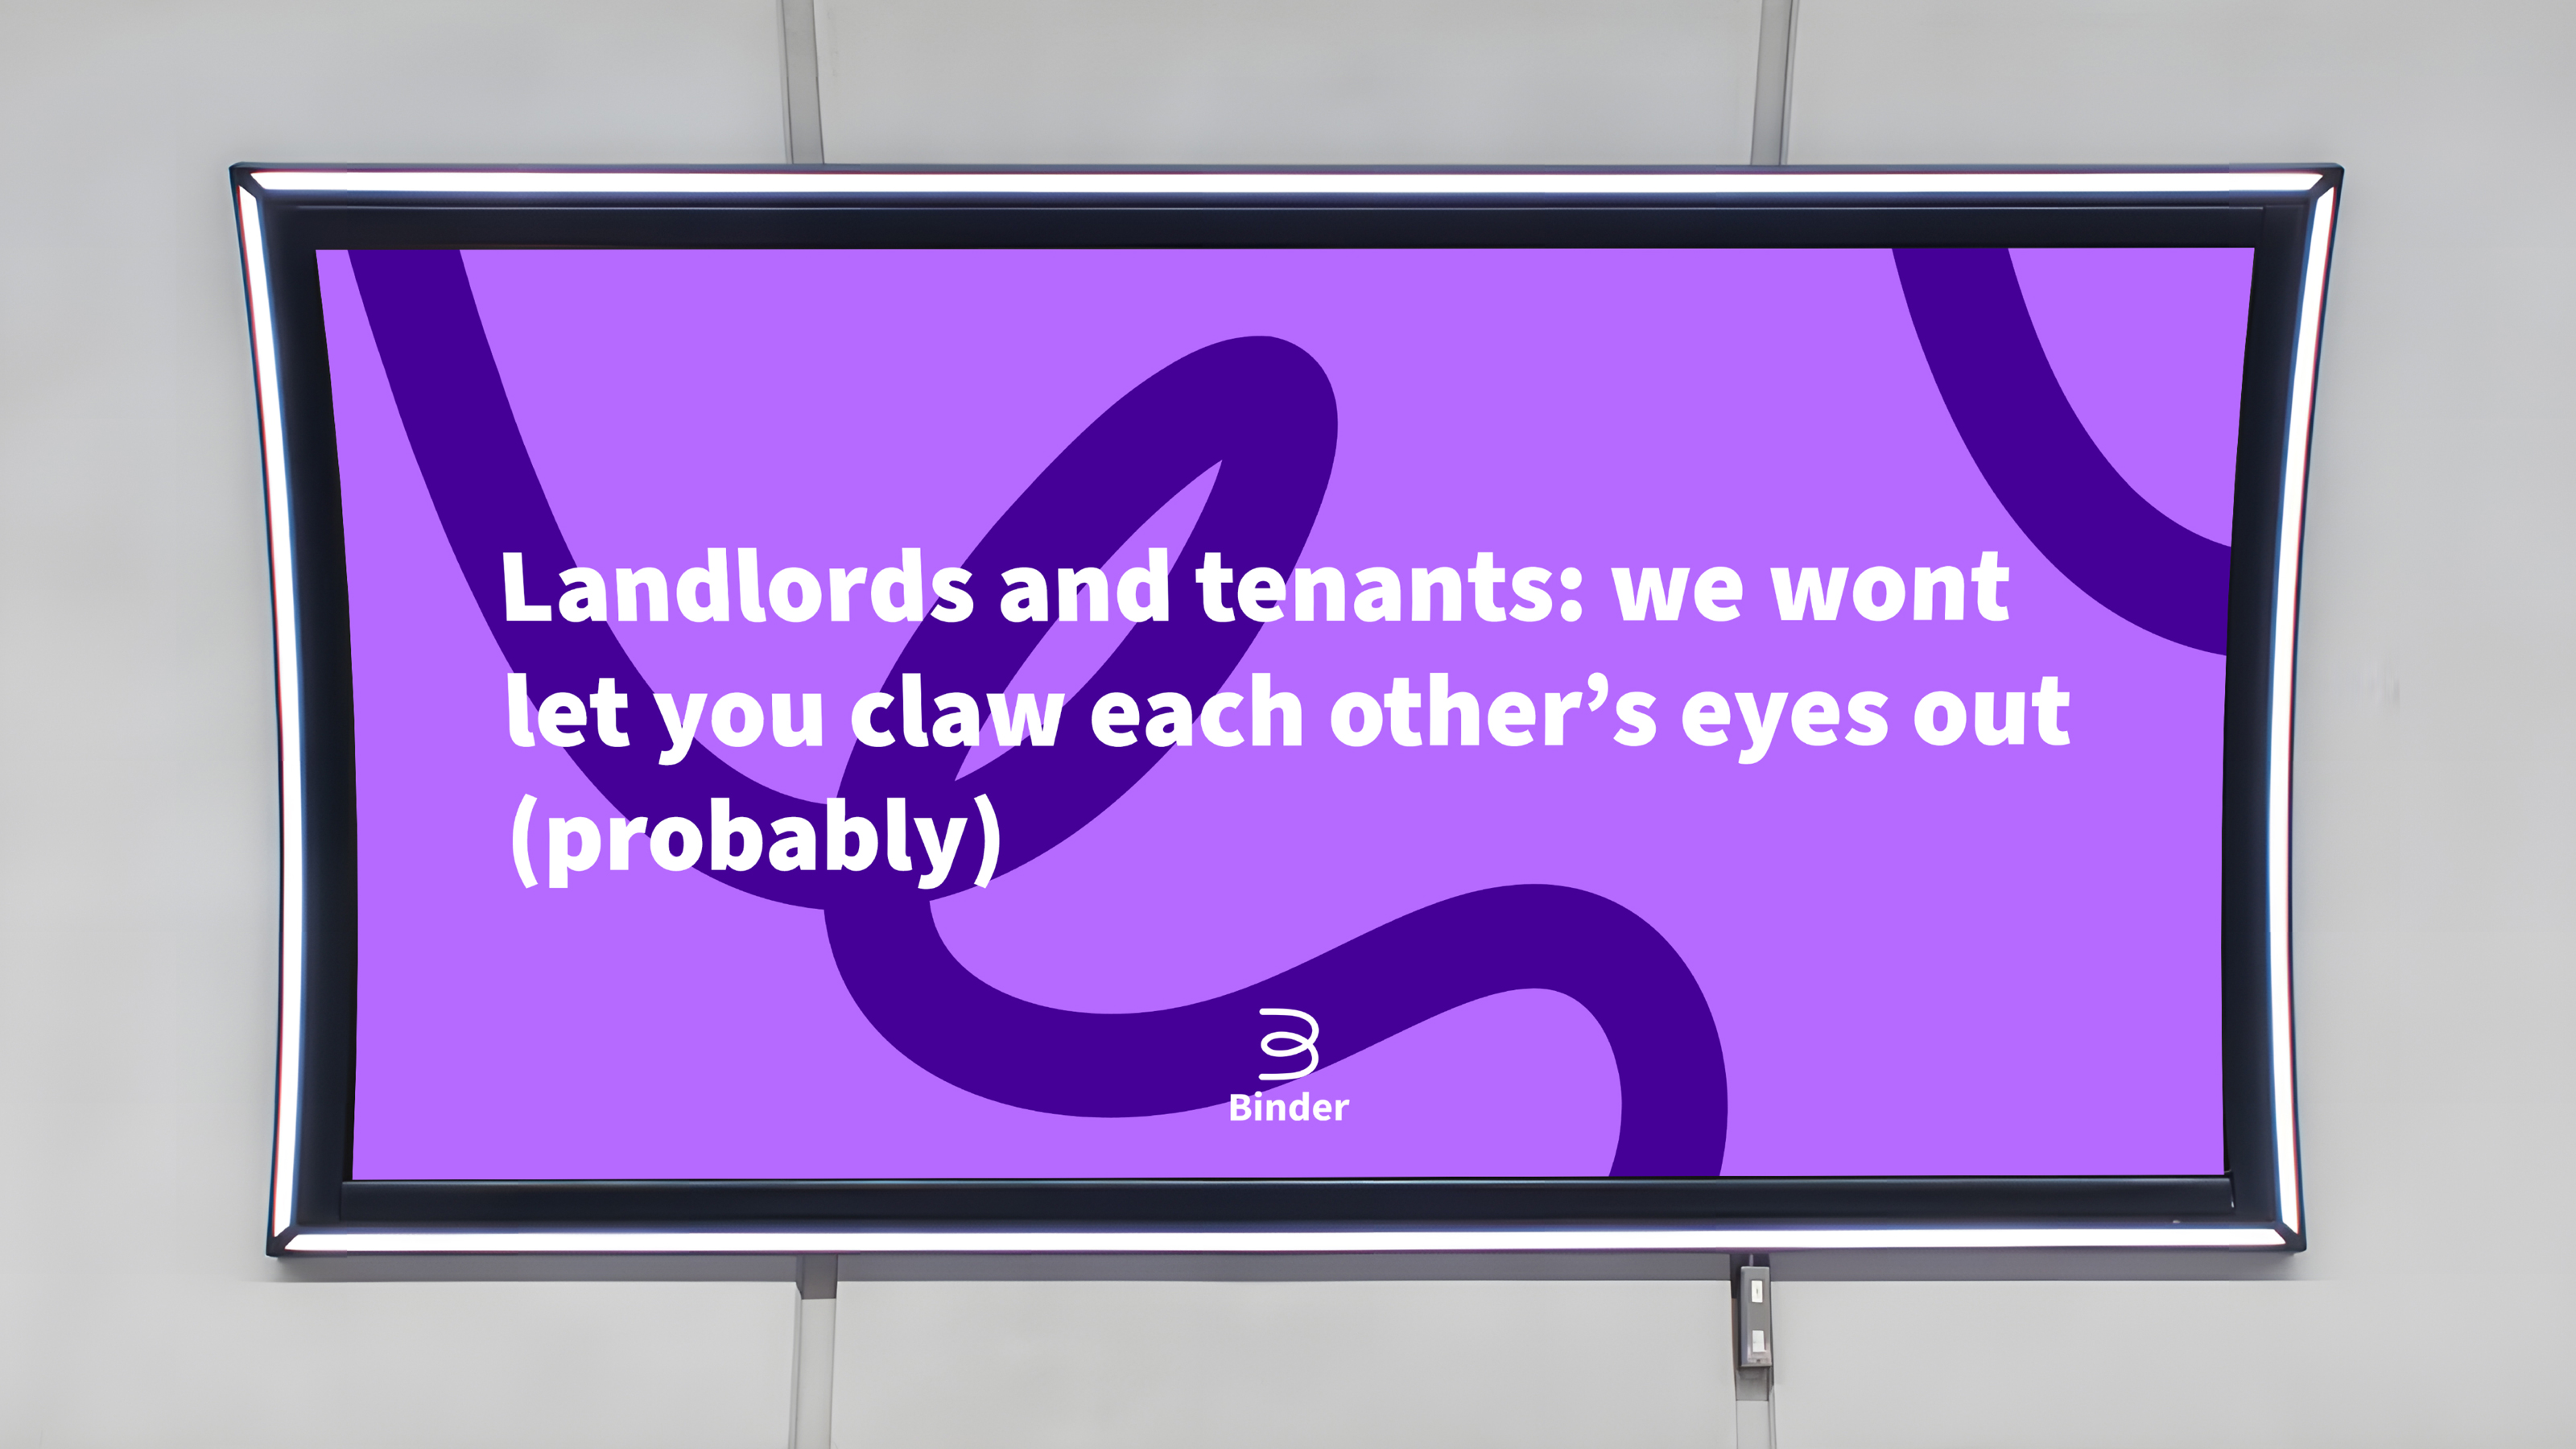 Landlords and tenants: we wont
let you claw each other’s eyes out
(probably)
Binder